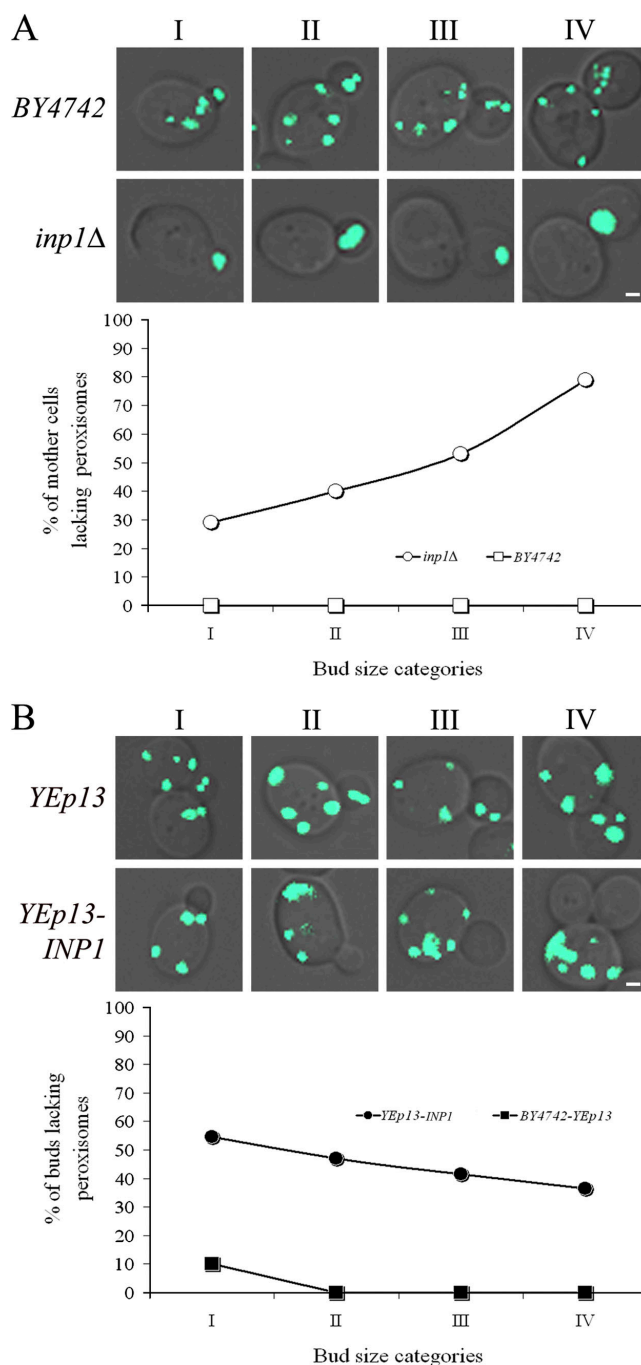 A
I II III IV
BY4742
inp1Δ
100
90
80
70
60
50
40
30
20
10
0
% of mother cells
lacking peroxisomes
inp1Δ BY4742
I II III IV
Bud size categories
B
I II III IV
YEp13
YEp13-
INP1
100
90
80
70
60
50
40
30
20
10
0
% of buds lacking
peroxisomes
YEp13-INP1 BY4742-YEp13
I II III IV
Bud size categories